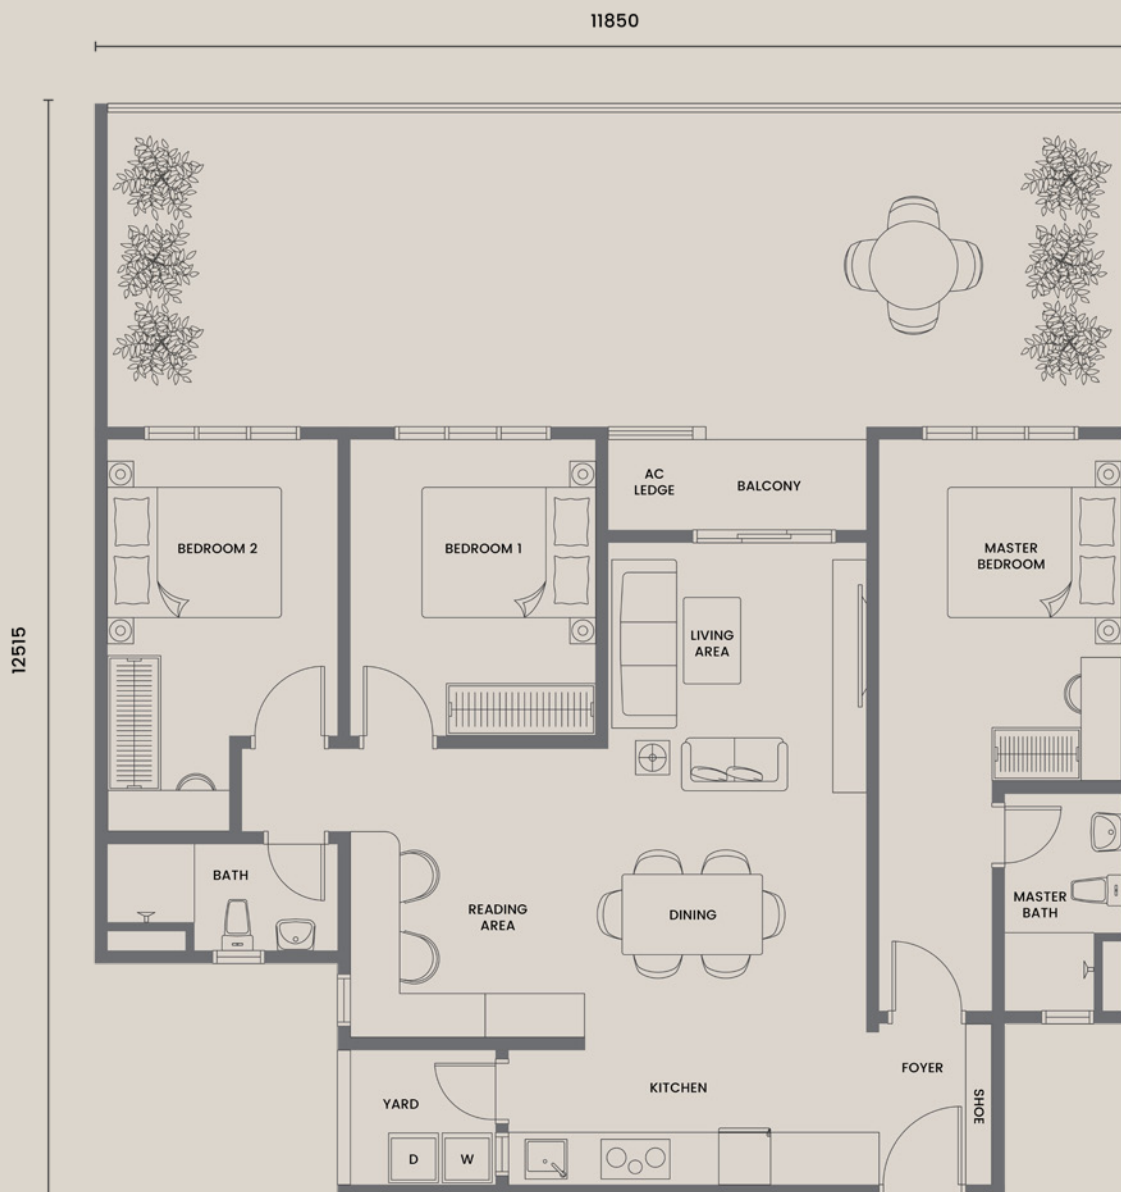 11850
12515
AC
LEDGE
BALCONY
BEDROOM 2
BEDROOM 1
MASTER
BEDROOM
LIVING
AREA
BATH
MASTER
BATH
READING
AREA
DINING
FOYER
KITCHEN
YARD
SHOE
D
W